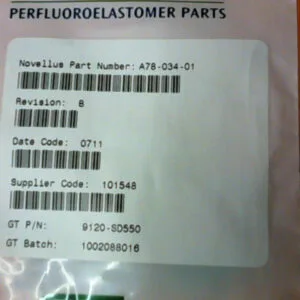 PERFLUOROELASTOMER PARTS
Novellus Part Number: A78-034-01
Revision: B
Date Code: 0711
Supplier Code: 101548
GT P/N: 9120-SD550
GT Batch: 1002088016